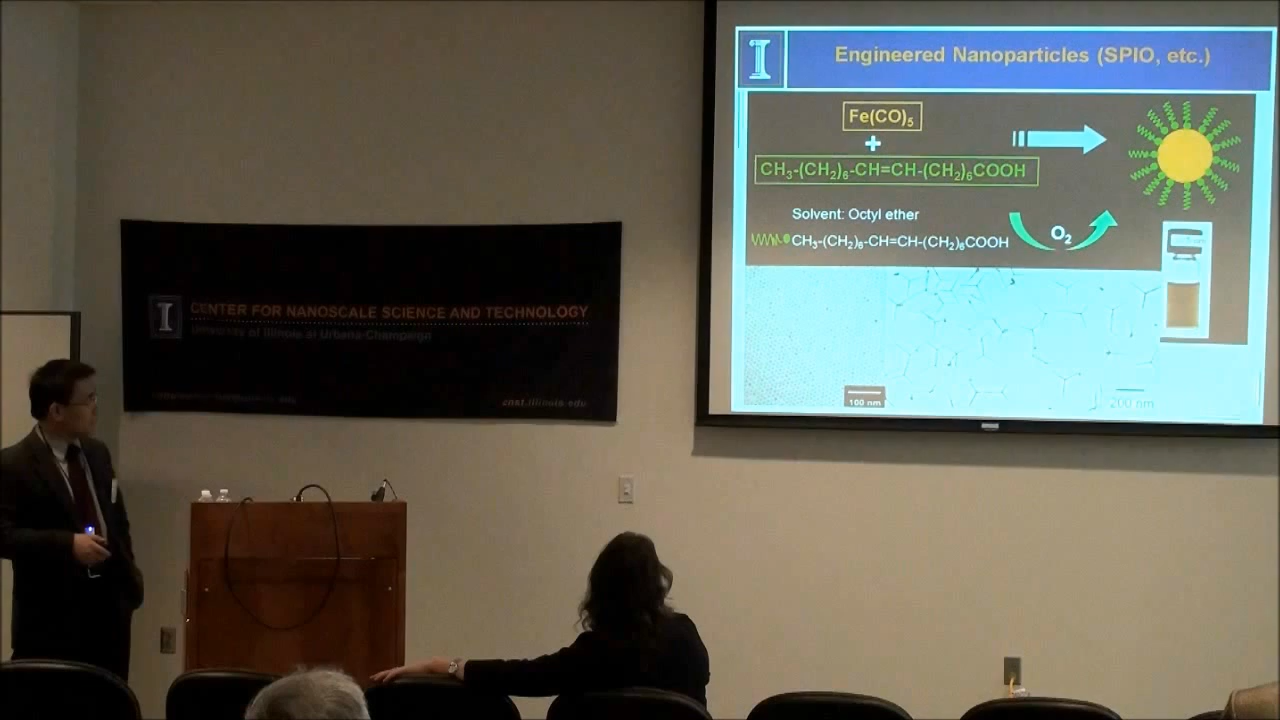 I
Engineered Nanoparticles (SPIO, etc.)
Fe(CO)5
+
CH3-(CH2)6-CH=CH-(CH2)6COOH
Solvent: Octyl ether
O2
CH3-(CH2)6-CH=CH-(CH2)6COOH
100 nm
200 nm
I
CENTER FOR NANOSCALE SCIENCE AND TECHNOLOGY
University of Illinois at Urbana-Champaign
cnst.illinois.edu